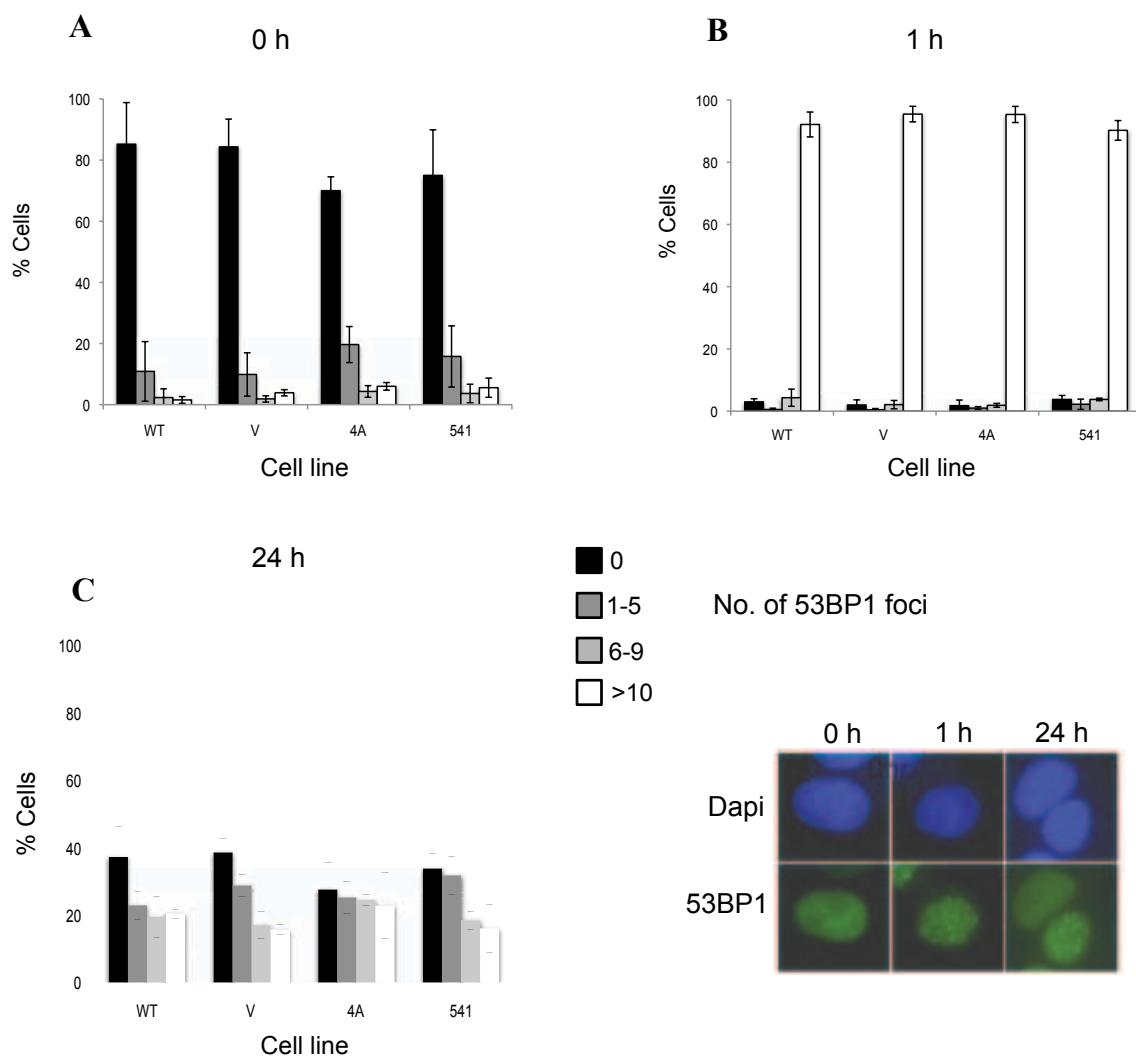 A
0 h
100
80
60
40
20
0
% Cells
WT V 4A 541
Cell line
B
1 h
100
80
60
40
20
0
% Cells
WT V 4A 541
Cell line
24 h
C
100
80
60
40
20
0
% Cells
WT V 4A 541
Cell line
0
1-5
6-9
>10
No. of 53BP1 foci
0 h 1 h 24 h
Dapi
53BP1